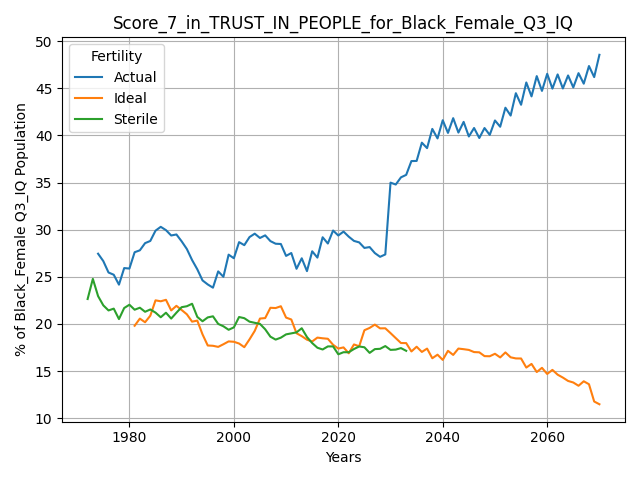 Score_7_in_TRUST_IN_PEOPLE_for_Black_Female_Q3_IQ
Fertility
Actual
Ideal
Sterile
% of Black_Female Q3_IQ Population
50
45
40
35
30
25
20
15
10
1980
2000
2020
2040
2060
Years